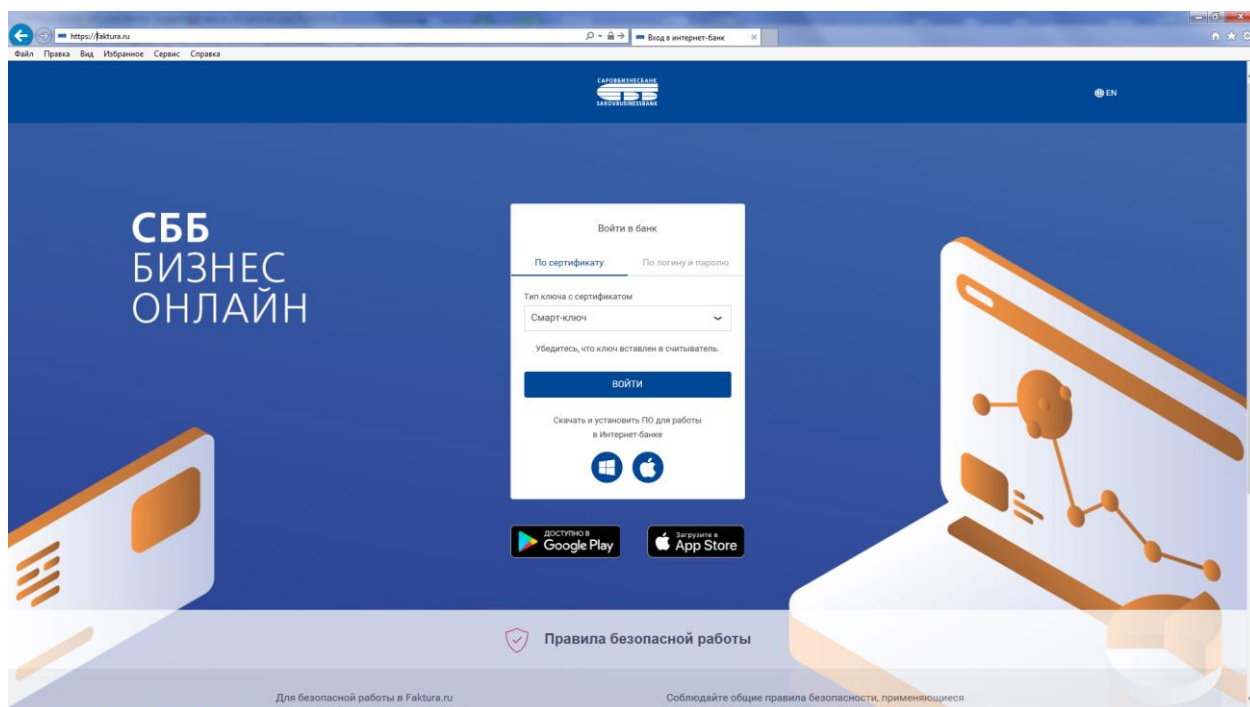 https://faktura.ru
Вход в интернет-банк
Файл Правка Вид Избранное Сервис Справка
САРОВБИЗНЕСБАНК
SAROVBUSINESSBANK
EN
СББ
БИЗНЕС
ОНЛАЙН
Войти в банк
По сертификату По логину и паролю
Тип ключа с сертификатом
Смарт-ключ
Убедитесь, что ключ вставлен в считыватель.
ВОЙТИ
Скачать и установить ПО для работы
в Интернет-банке
ДОСТУПНО В
Google Play
Загрузите в
App Store
Правила безопасной работы
Для безопасной работы в Faktura.ru
Соблюдайте общие правила безопасности, применяющиеся